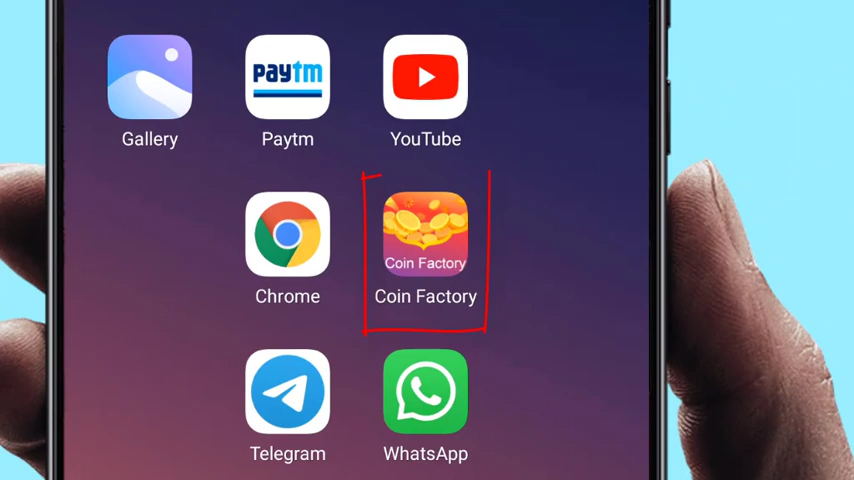 paytm
Gallery
Paytm
YouTube
Coin Factory
Chrome
Coin Factory
Telegram
WhatsApp